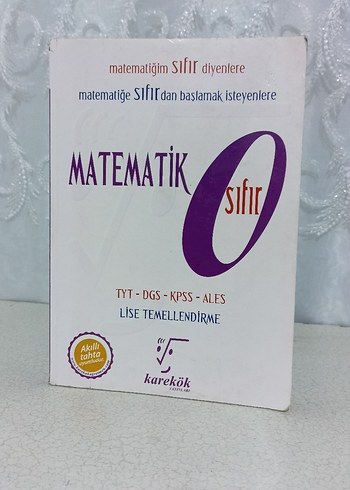 matematiğim sıfır diyenlere
matematiğe sıfırdan başlamak isteyenlere
MATEMATİK
sıfır
TYT - DGS - KPSS - ALES
LİSE TEMELLENDİRME
Akıllı
tahta
karekök
YAYINLARI